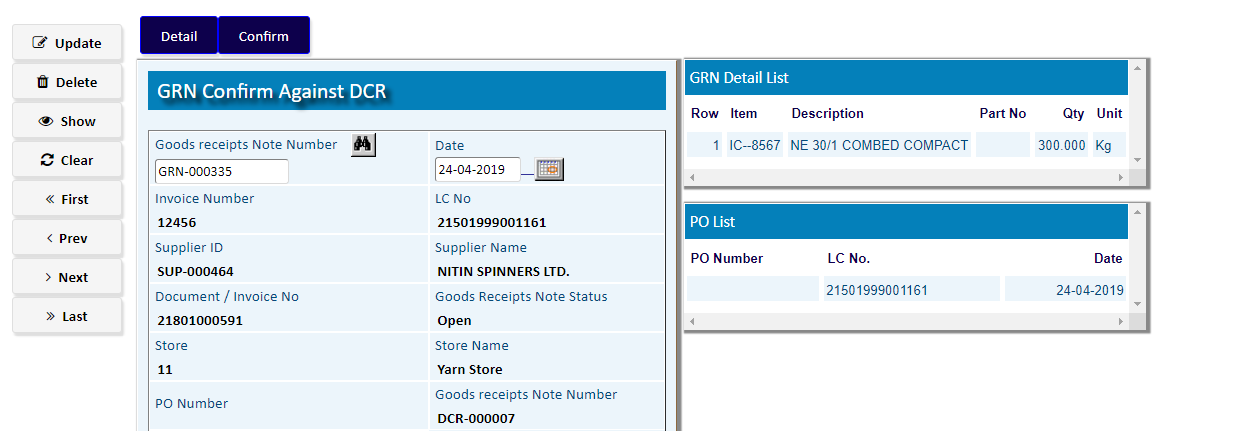 Update
Delete
Show
Clear
« First
‹ Prev
› Next
» Last
Detail Confirm
GRN Confirm Against DCR
Goods receipts Note Number Date
GRN-000335 24-04-2019
Invoice Number LC No
12456 21501999001161
Supplier ID Supplier Name
SUP-000464 NITIN SPINNERS LTD.
Document / Invoice No Goods Receipts Note Status
21801000591 Open
Store Store Name
11 Yarn Store
PO Number Goods receipts Note Number
DCR-000007
GRN Detail List
Row Item Description Part No Qty Unit
1 IC--8567 NE 30/1 COMBED COMPACT 300.000 Kg
PO List
PO Number LC No. Date
21501999001161 24-04-2019